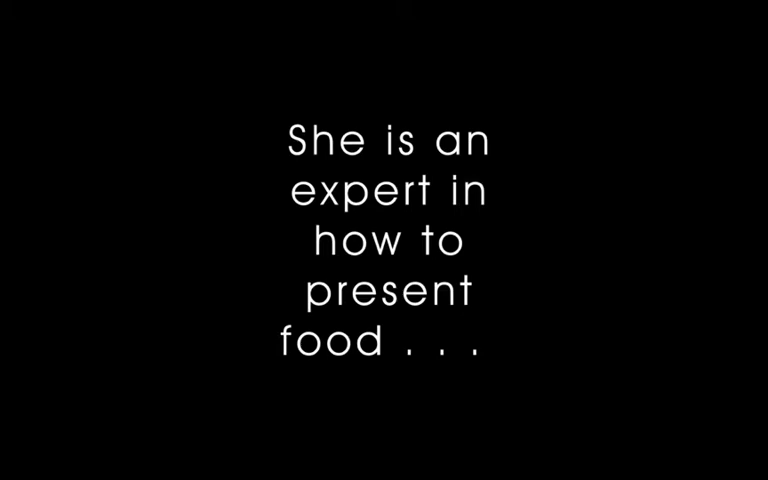 She is an
expert in
how to
present
food . . .